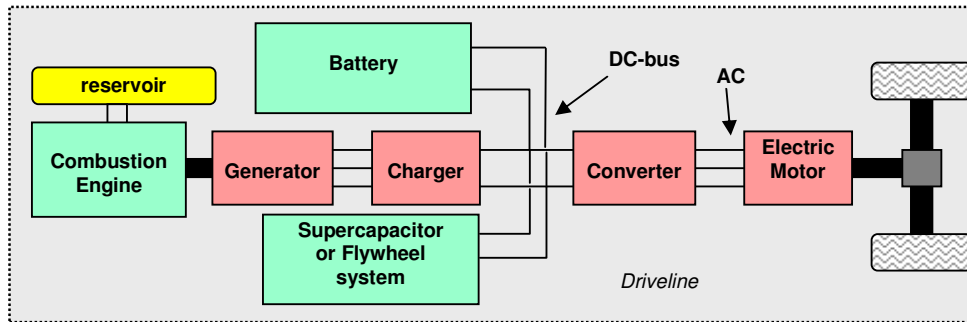 Battery
DC-bus
AC
reservoir
Combustion
Engine
Generator
Charger
Converter
Electric
Motor
Supercapacitor
or Flywheel
system
Driveline